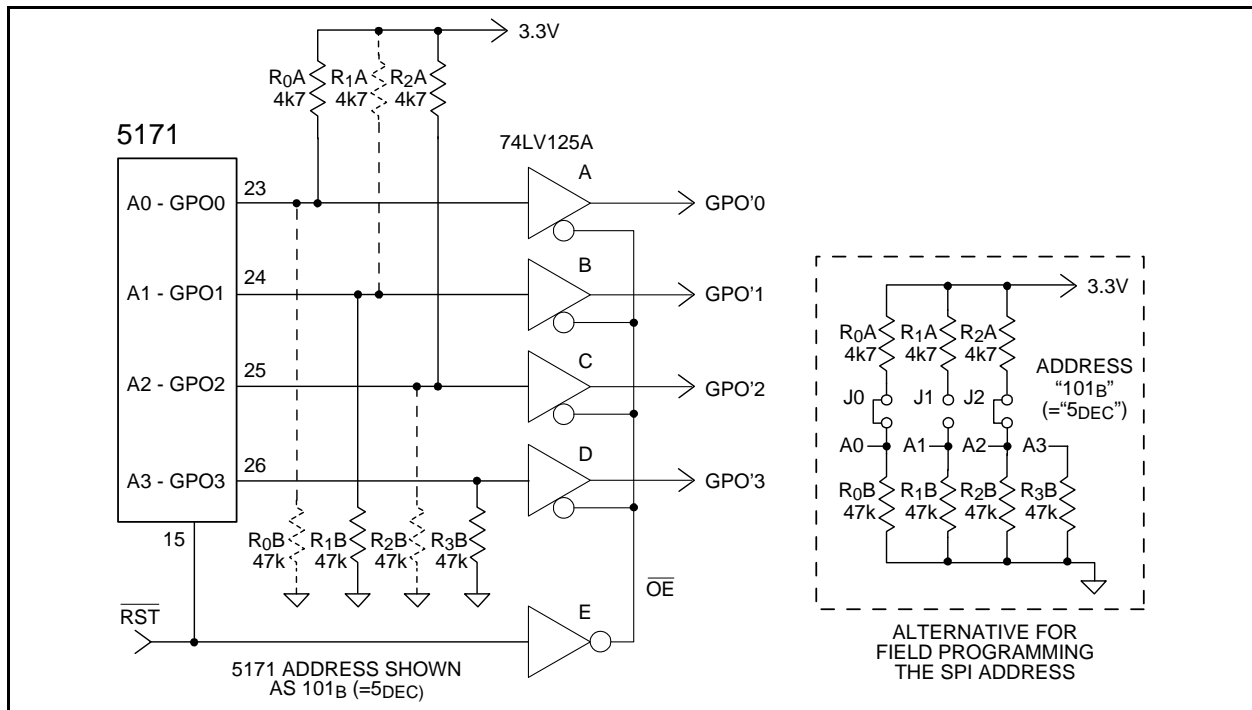 3.3V
R0A
4k7
R1A
4k7
R2A
4k7
5171
74LV125A
A
A0 - GPO0
23
GPO'0
B
A1 - GPO1
24
GPO'1
C
A2 - GPO2
25
GPO'2
D
A3 - GPO3
26
GPO'3
15
R0B
47k
R1B
47k
R2B
47k
R3B
47k
OE
RST
E
5171 ADDRESS SHOWN
AS 101B (=5DEC)
3.3V
R0A
4k7
R1A
4k7
R2A
4k7
ADDRESS
“101B”
(=“5DEC”)
J0
J1
J2
A0
A1
A2
A3
R0B
47k
R1B
47k
R2B
47k
R3B
47k
ALTERNATIVE FOR
FIELD PROGRAMMING
THE SPI ADDRESS